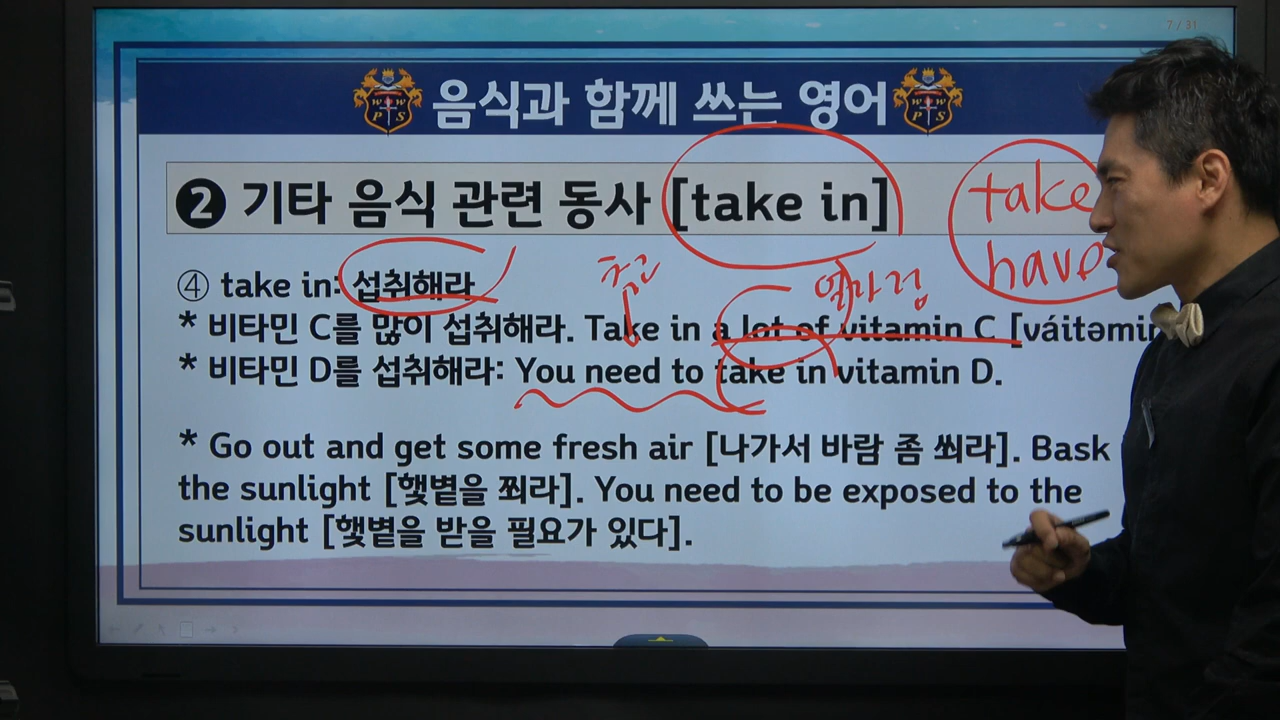 7 / 31
음식과 함께 쓰는 영어
W W P S
W W P S
❷ 기타 음식 관련 동사 [take in]
take
have
④ take in: 섭취해라
* 비타민 C를 많이 섭취해라. Take in a lot of vitamin C [váitəmin
* 비타민 D를 섭취해라: You need to take in vitamin D.
* Go out and get some fresh air [나가서 바람 좀 쐬라]. Bask
the sunlight [햇볕을 쬐라]. You need to be exposed to the
sunlight [햇볕을 받을 필요가 있다].